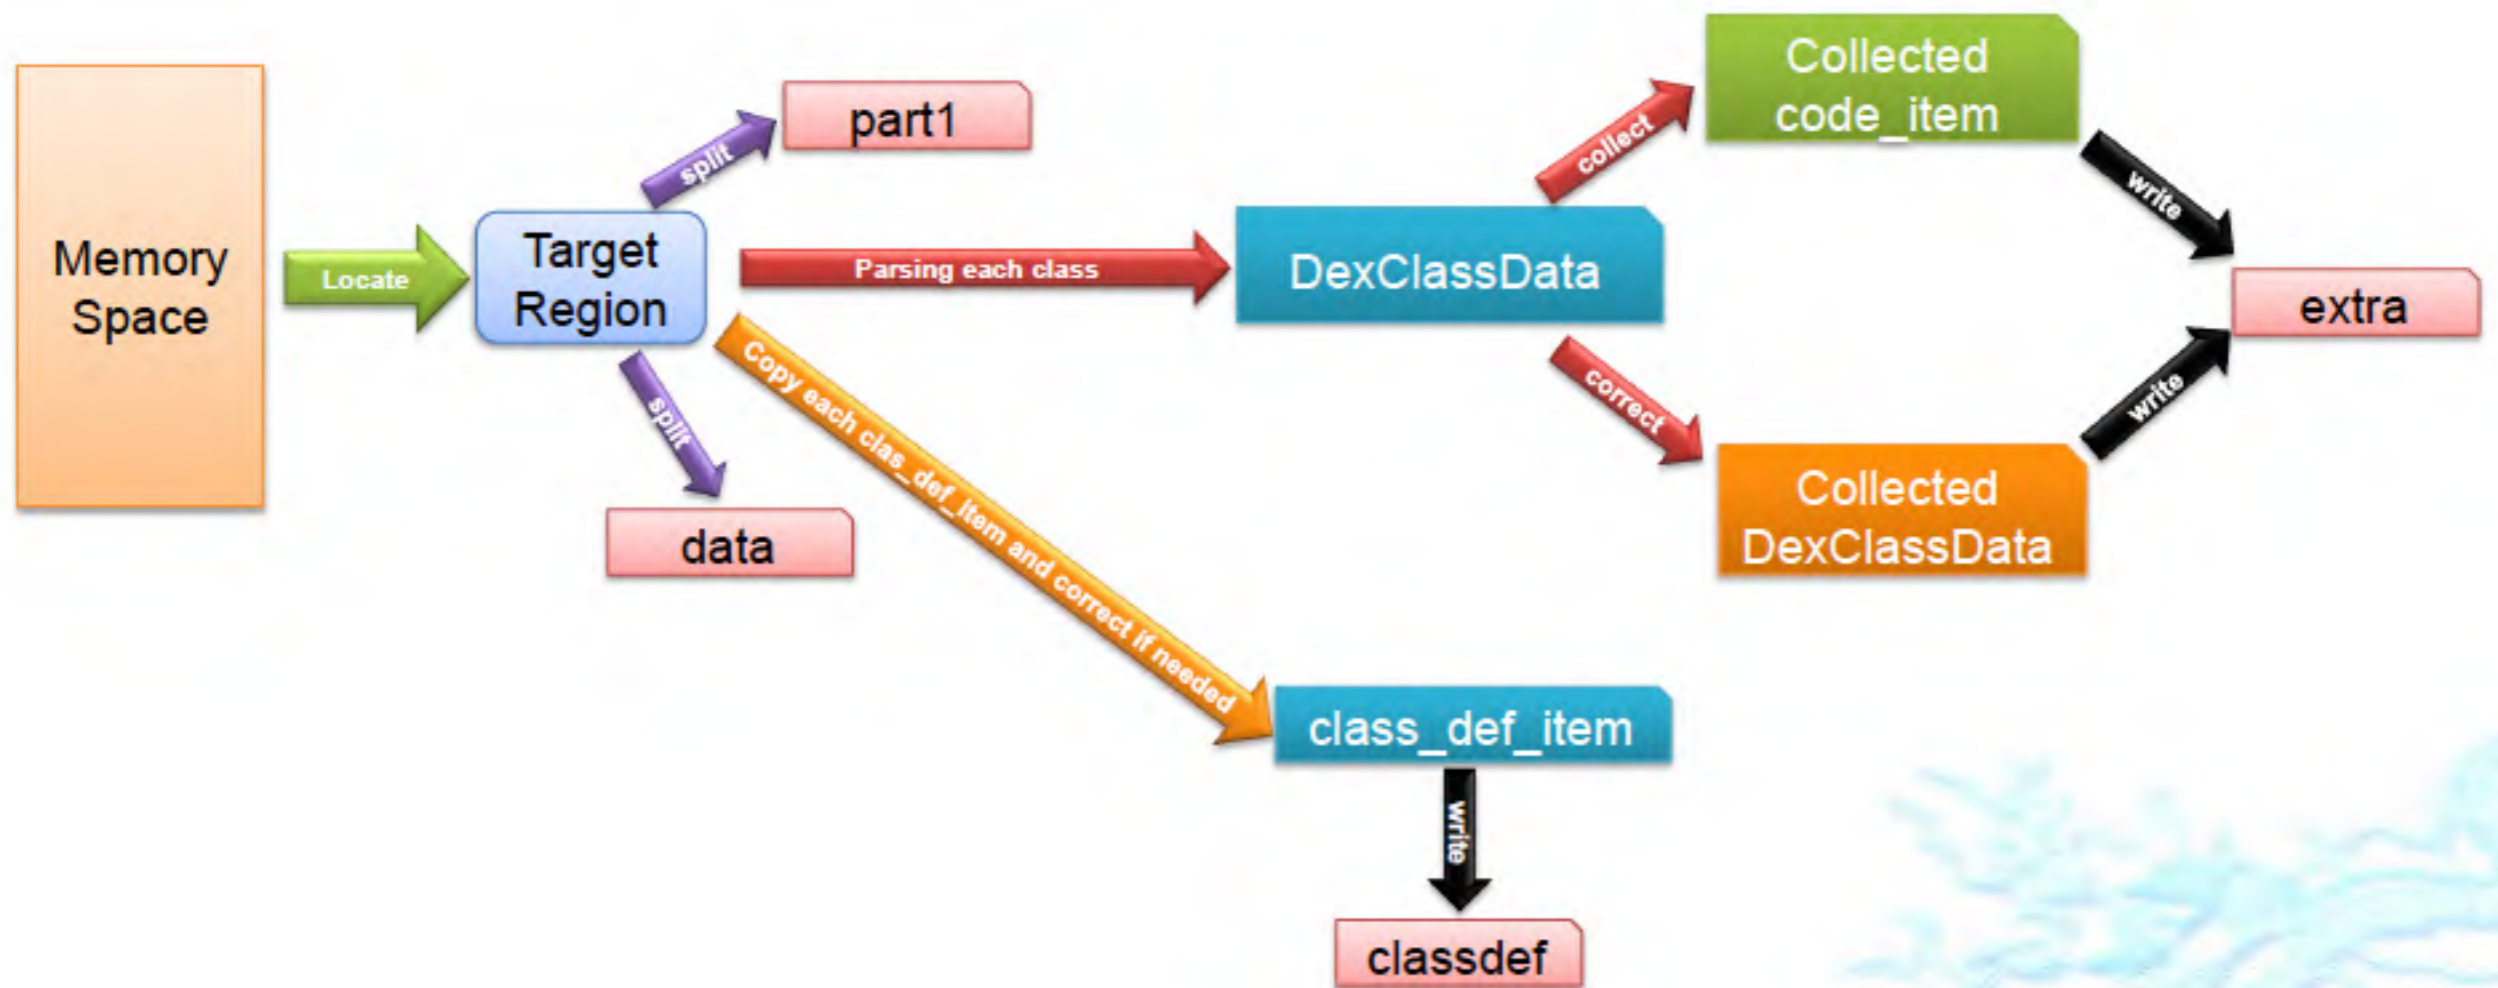 Memory
Space
Locate
Target
Region
split
part1
split
data
Parsing each class
DexClassData
collect
Collected
code_item
correct
Collected
DexClassData
write
write
extra
Copy each clas_def_item and correct if needed
class_def_item
write
classdef